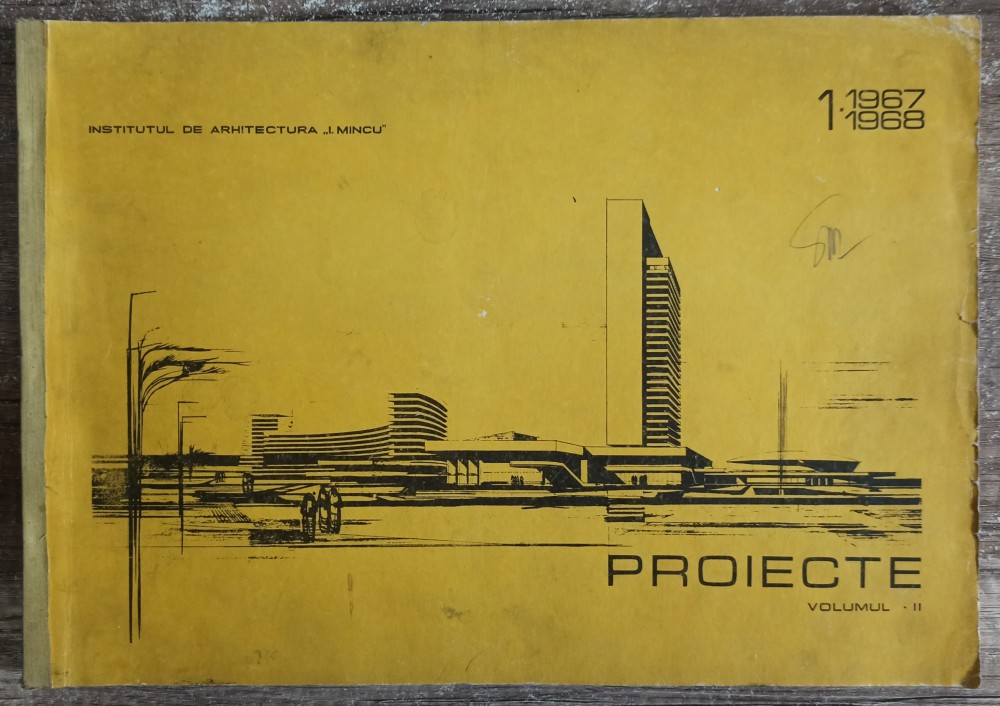 INSTITUTUL DE ARHITECTURA „I. MINCU"
1·1967
1968
PROIECTE
VOLUMUL · II